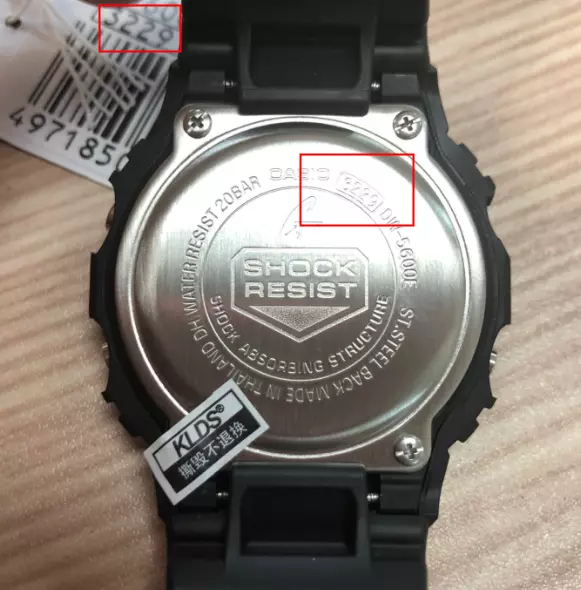 3229
4971850
CASIO 3229 DW-5600E ST.STEEL BACK MADE IN THAILAND DH WATER RESIST 20BAR
SHOCK
RESIST
SHOCK ABSORBING STRUCTURE
KLDS®
撕毁不退换